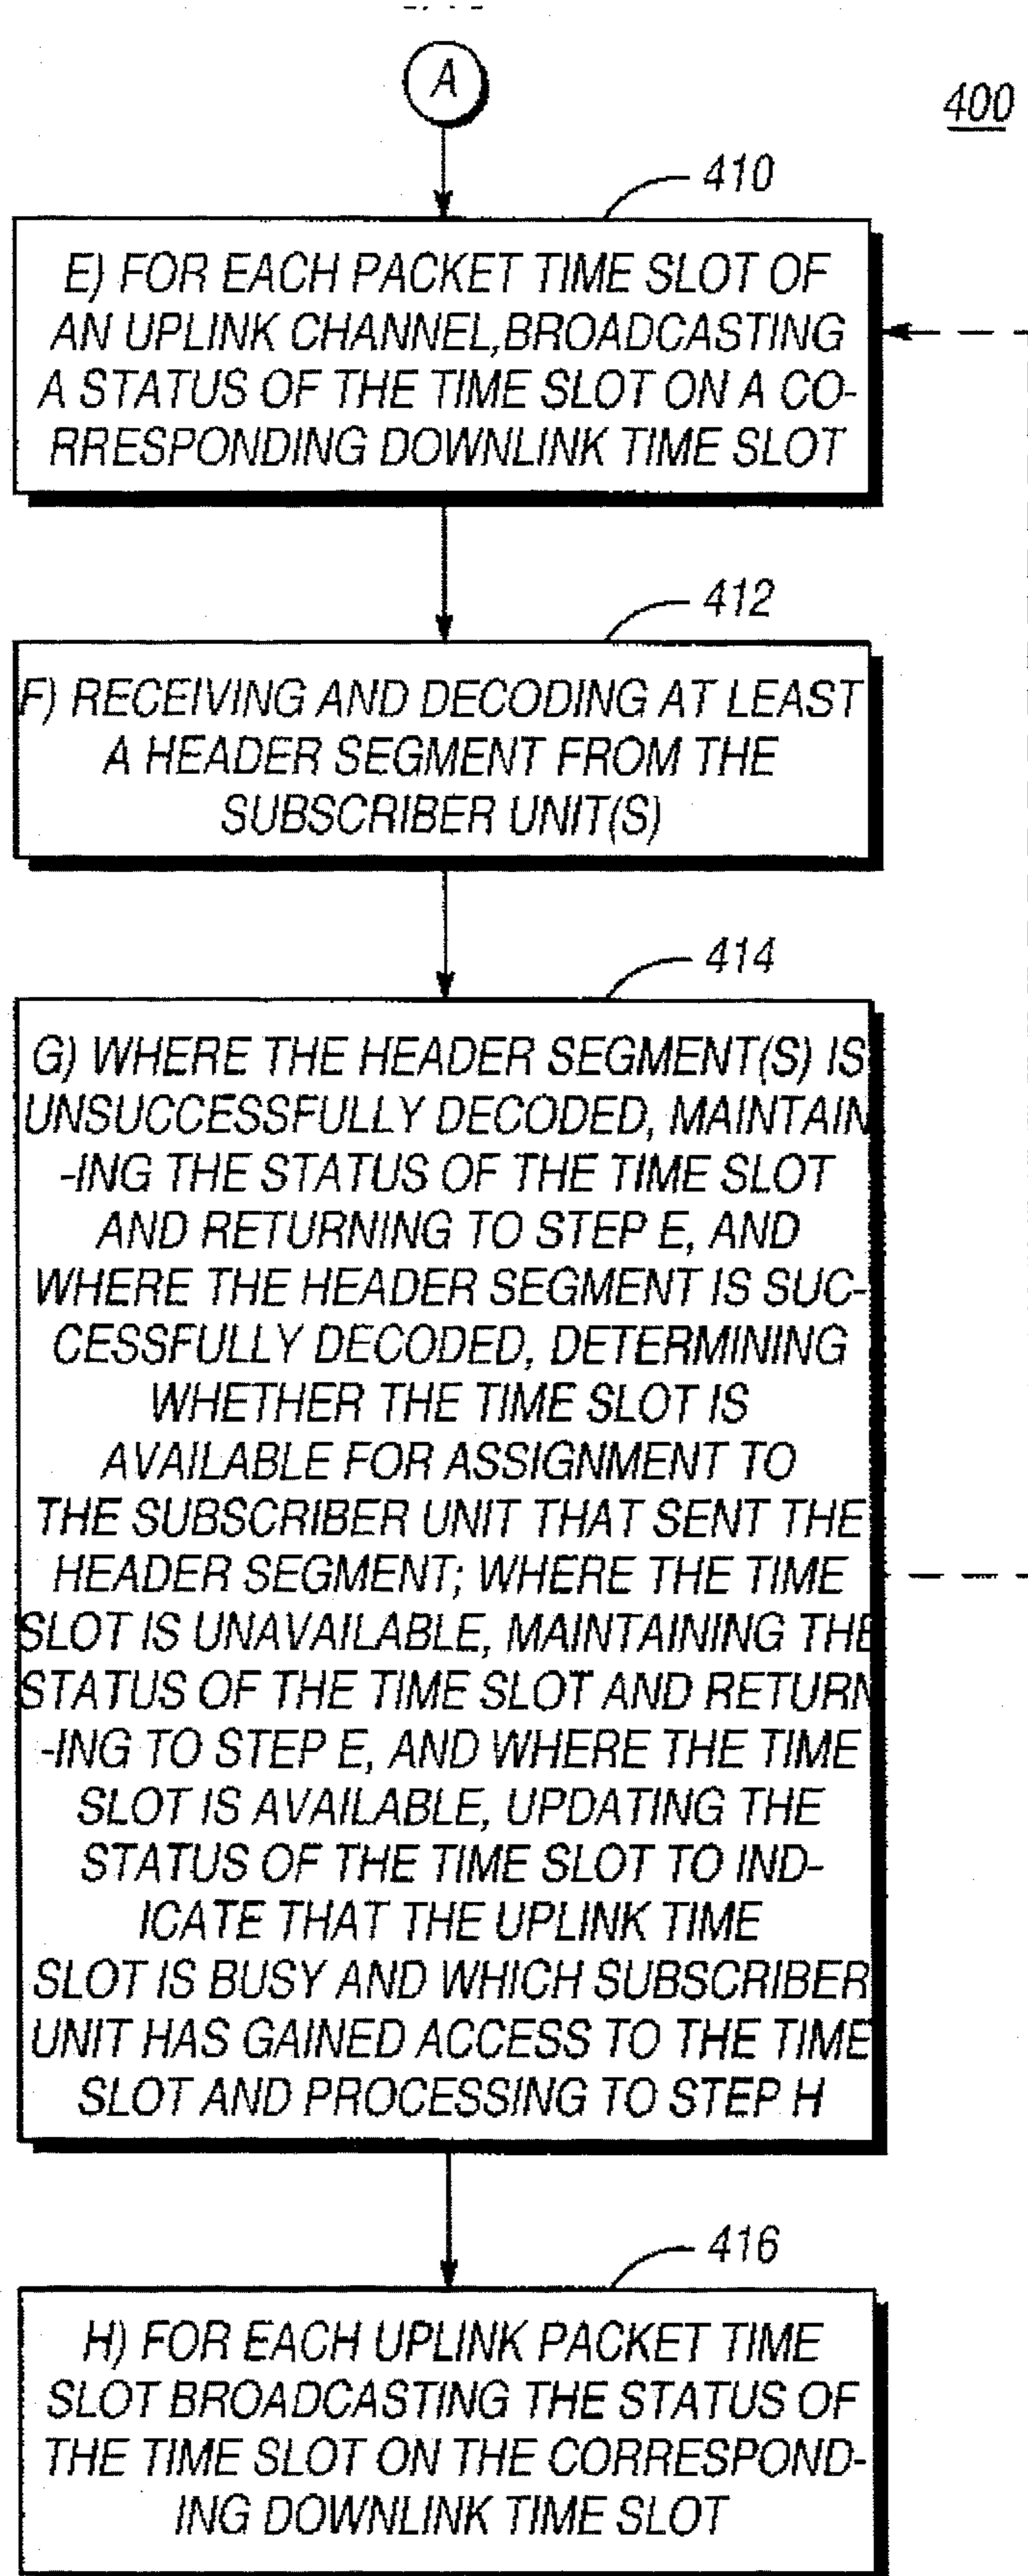 A
400
410
E) FOR EACH PACKET TIME SLOT OF
AN UPLINK CHANNEL, BROADCASTING
A STATUS OF THE TIME SLOT ON A CO-
RRESPONDING DOWNLINK TIME SLOT
412
F) RECEIVING AND DECODING AT LEAST
A HEADER SEGMENT FROM THE
SUBSCRIBER UNIT(S)
414
G) WHERE THE HEADER SEGMENT(S) IS
UNSUCCESSFULLY DECODED, MAINTAIN
-ING THE STATUS OF THE TIME SLOT
AND RETURNING TO STEP E, AND
WHERE THE HEADER SEGMENT IS SUC-
CESSFULLY DECODED, DETERMINING
WHETHER THE TIME SLOT IS
AVAILABLE FOR ASSIGNMENT TO
THE SUBSCRIBER UNIT THAT SENT THE
HEADER SEGMENT; WHERE THE TIME
SLOT IS UNAVAILABLE, MAINTAINING THE
STATUS OF THE TIME SLOT AND RETURN
-ING TO STEP E, AND WHERE THE TIME
SLOT IS AVAILABLE, UPDATING THE
STATUS OF THE TIME SLOT TO IND-
ICATE THAT THE UPLINK TIME
SLOT IS BUSY AND WHICH SUBSCRIBER
UNIT HAS GAINED ACCESS TO THE TIME
SLOT AND PROCESSING TO STEP H
416
H) FOR EACH UPLINK PACKET TIME
SLOT BROADCASTING THE STATUS OF
THE TIME SLOT ON THE CORRESPOND-
ING DOWNLINK TIME SLOT